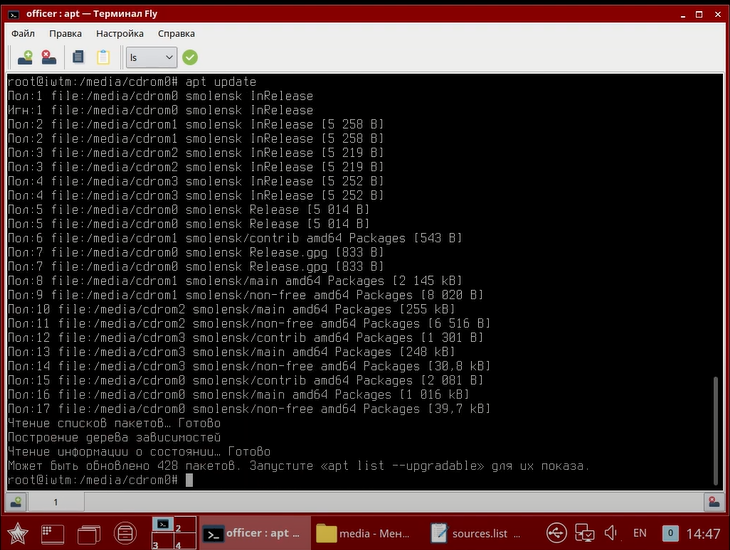 officer : apt — Терминал Fly
Файл Правка Настройка Справка
ls
root@iwtm:/media/cdrom0# apt update
Пол:1 file:/media/cdrom0 smolensk InRelease
Игн:1 file:/media/cdrom0 smolensk InRelease
Пол:2 file:/media/cdrom1 smolensk InRelease [5 258 B]
Пол:2 file:/media/cdrom1 smolensk InRelease [5 258 B]
Пол:3 file:/media/cdrom2 smolensk InRelease [5 219 B]
Пол:3 file:/media/cdrom2 smolensk InRelease [5 219 B]
Пол:4 file:/media/cdrom3 smolensk InRelease [5 252 B]
Пол:4 file:/media/cdrom3 smolensk InRelease [5 252 B]
Пол:5 file:/media/cdrom0 smolensk Release [5 014 B]
Пол:5 file:/media/cdrom0 smolensk Release [5 014 B]
Пол:6 file:/media/cdrom1 smolensk/contrib amd64 Packages [543 B]
Пол:7 file:/media/cdrom0 smolensk Release.gpg [833 B]
Пол:7 file:/media/cdrom0 smolensk Release.gpg [833 B]
Пол:8 file:/media/cdrom1 smolensk/main amd64 Packages [2 145 kB]
Пол:9 file:/media/cdrom1 smolensk/non-free amd64 Packages [8 020 B]
Пол:10 file:/media/cdrom2 smolensk/main amd64 Packages [255 kB]
Пол:11 file:/media/cdrom2 smolensk/non-free amd64 Packages [6 516 B]
Пол:12 file:/media/cdrom3 smolensk/contrib amd64 Packages [1 301 B]
Пол:13 file:/media/cdrom3 smolensk/main amd64 Packages [248 kB]
Пол:14 file:/media/cdrom3 smolensk/non-free amd64 Packages [30,8 kB]
Пол:15 file:/media/cdrom0 smolensk/contrib amd64 Packages [2 081 B]
Пол:16 file:/media/cdrom0 smolensk/main amd64 Packages [1 016 kB]
Пол:17 file:/media/cdrom0 smolensk/non-free amd64 Packages [39,7 kB]
Чтение списков пакетов… Готово
Построение дерева зависимостей
Чтение информации о состоянии… Готово
Может быть обновлено 428 пакетов. Запустите «apt list --upgradable» для их показа.
root@iwtm:/media/cdrom0#
1
2
3 4
officer : apt ... media - Мен... sources.list ... EN 0 14:47